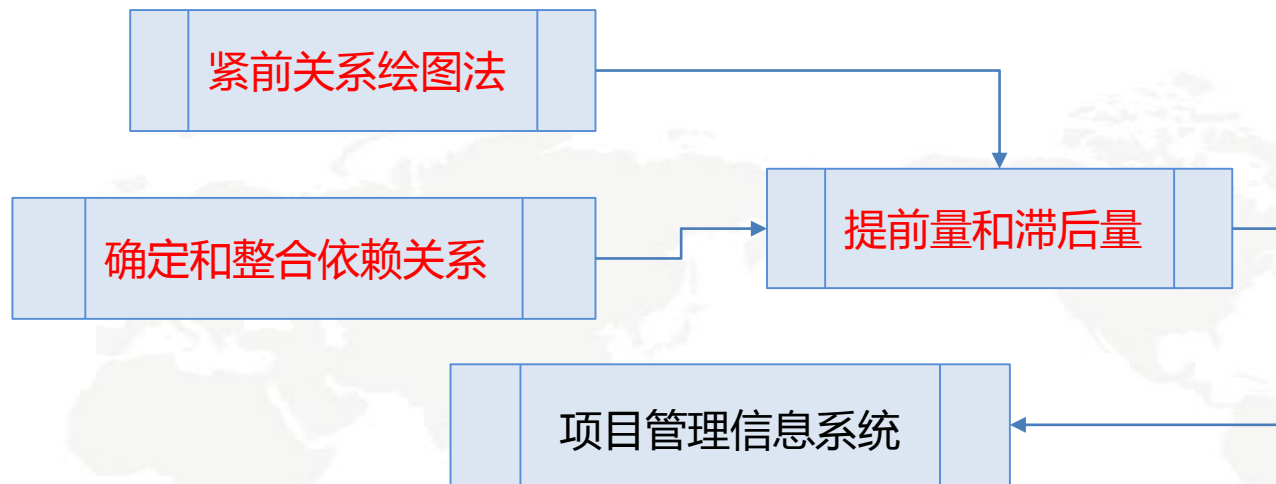 紧前关系绘图法
提前量和滞后量
确定和整合依赖关系
项目管理信息系统